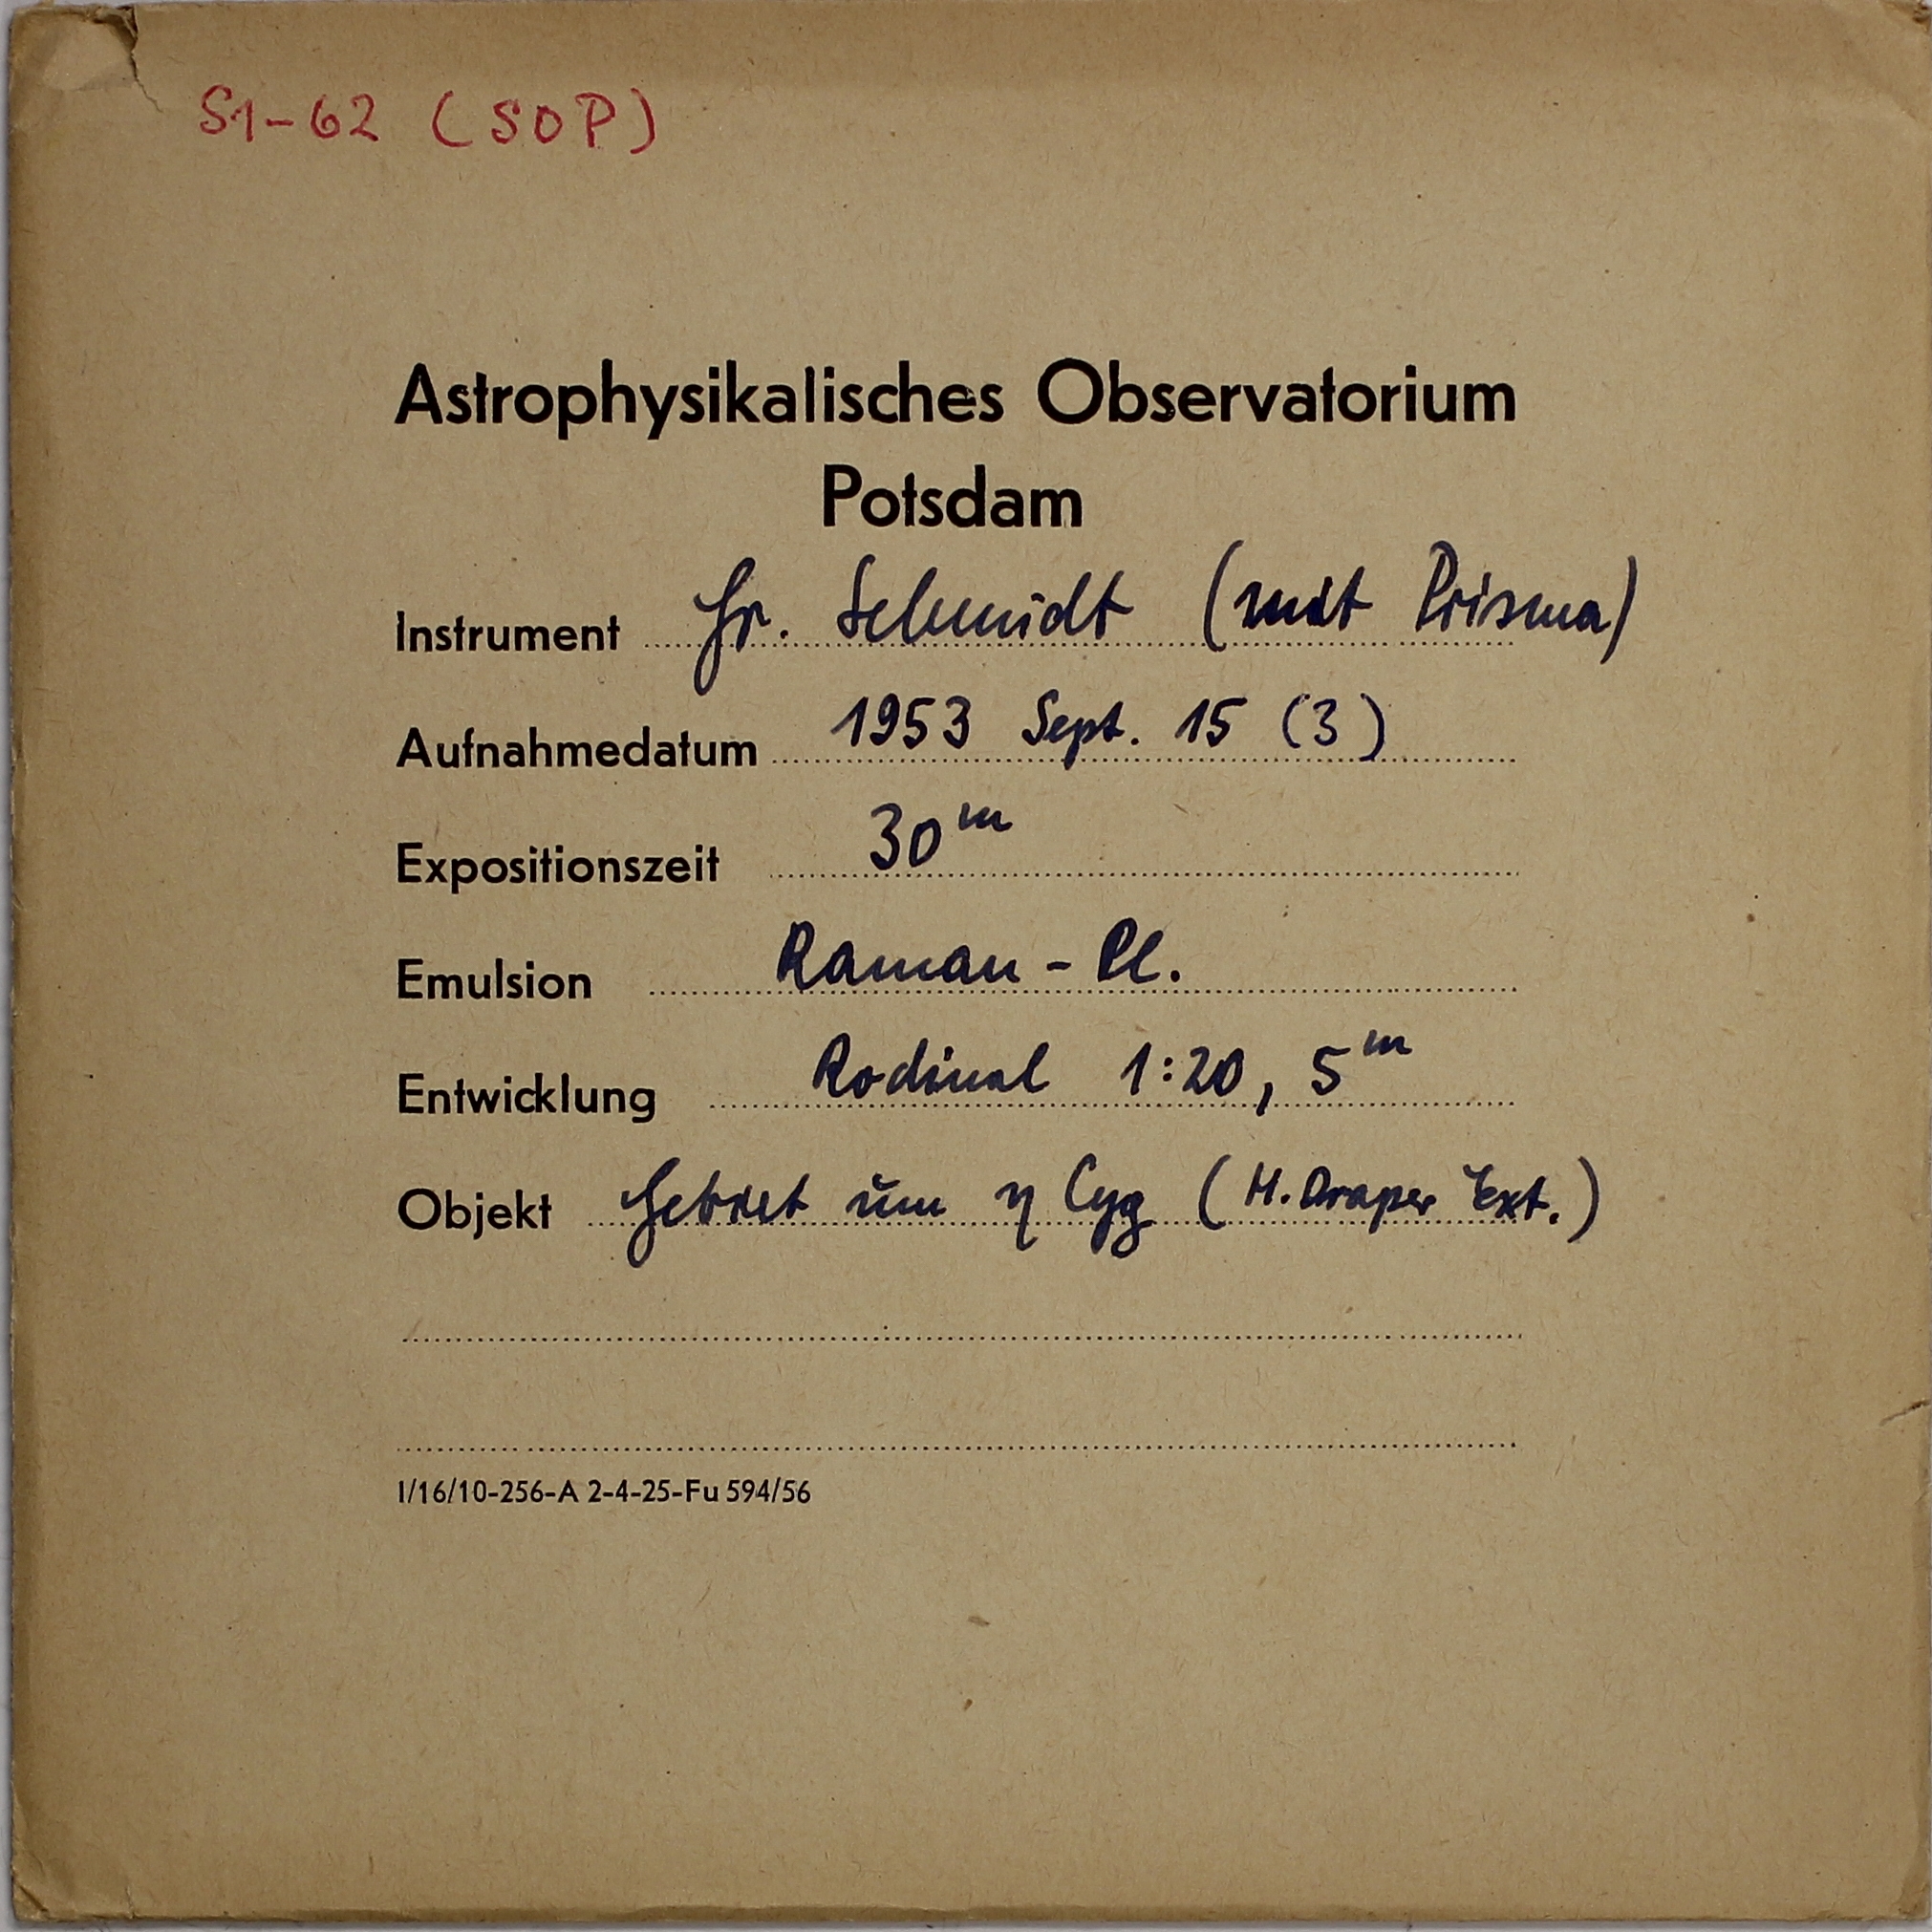 S1-62 (SOP)
Astrophysikalisches Observatorium
Potsdam
Instrument Gr. Schmidt (mit Prisma)
Aufnahmedatum 1953 Sept. 15 (3)
Expositionszeit 30ᵐ
Emulsion Raman-Pl.
Entwicklung Rodinal 1:20, 5ᵐ
Objekt Gebiet um η Cyg (H. Draper Ext.)
I/16/10-256-A 2-4-25-Fu 594/56